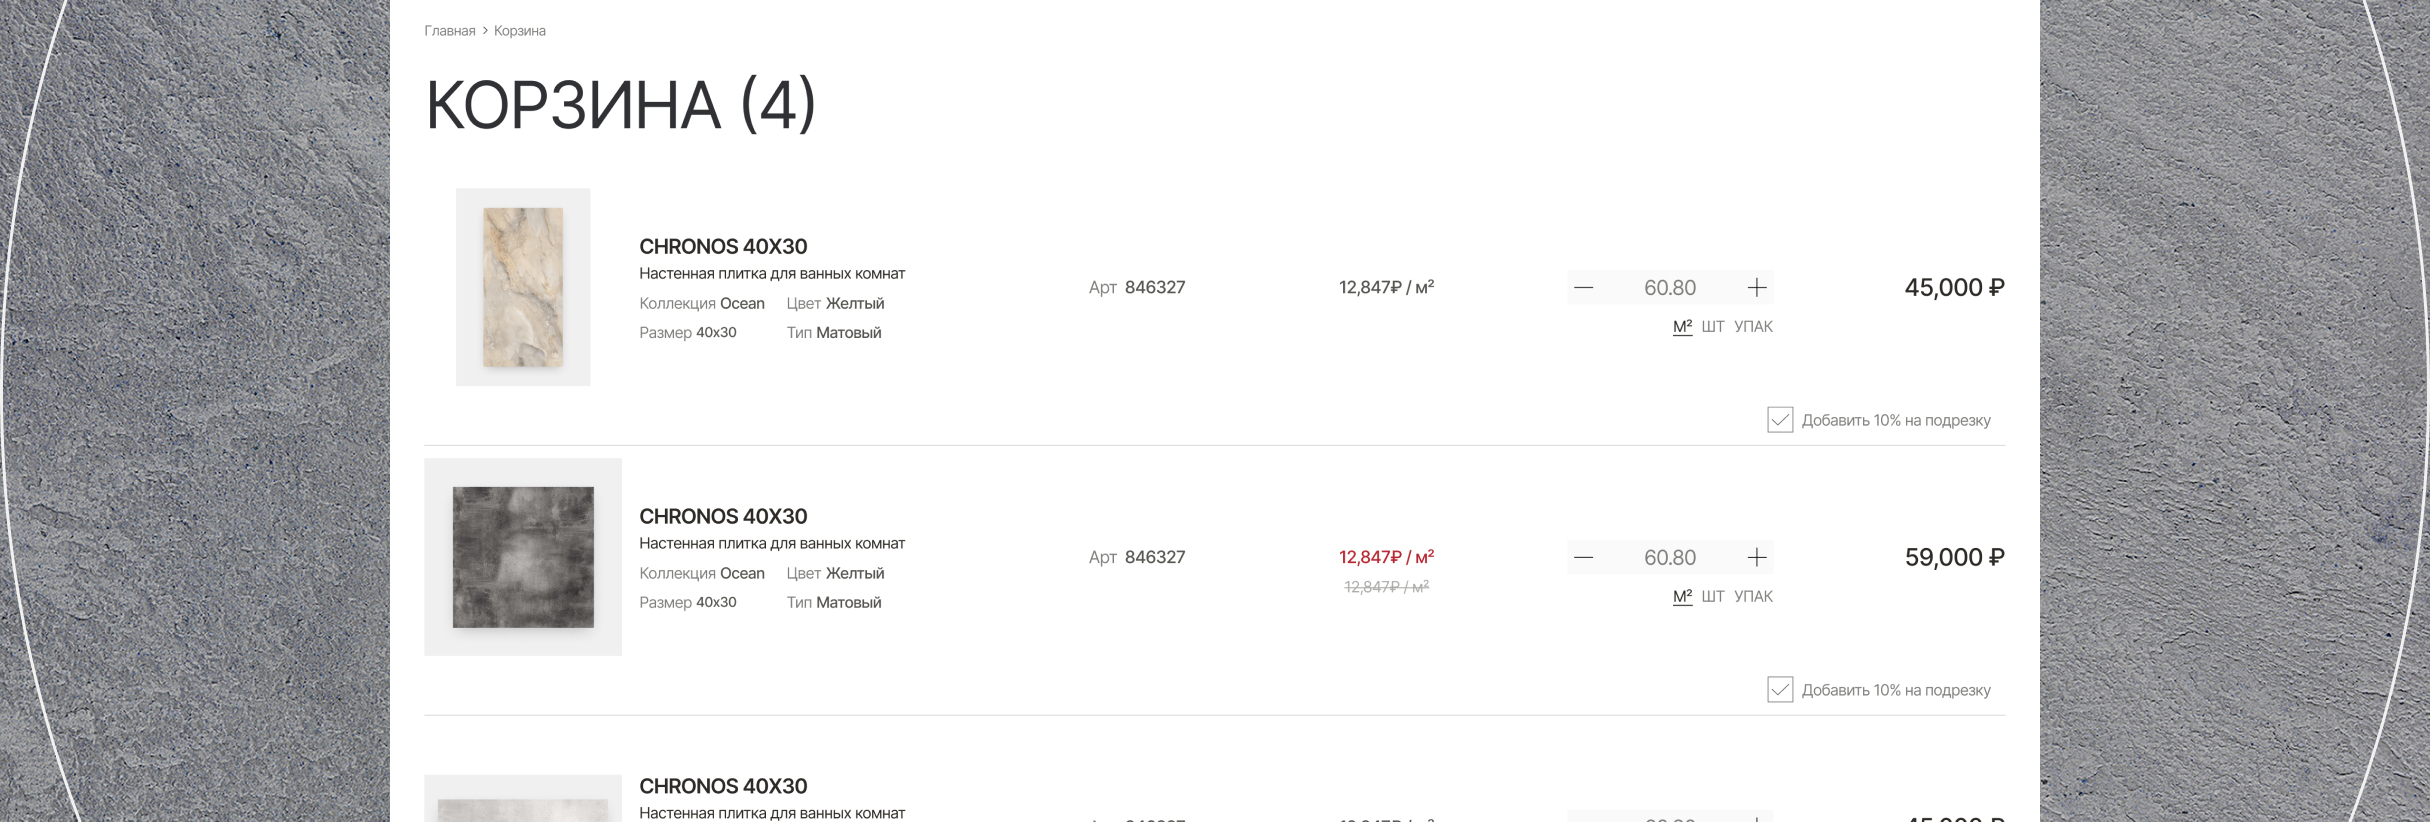 Главная > Корзина
КОРЗИНА (4)
CHRONOS 40X30
Настенная плитка для ванных комнат
Коллекция Ocean Цвет Желтый
Размер 40x30 Тип Матовый
Арт 846327
12,847₽ / м²
— 60.80 +
М² ШТ УПАК
45,000 ₽
Добавить 10% на подрезку
CHRONOS 40X30
Настенная плитка для ванных комнат
Коллекция Ocean Цвет Желтый
Размер 40x30 Тип Матовый
Арт 846327
12,847₽ / м²
12,847₽ / м²
— 60.80 +
М² ШТ УПАК
59,000 ₽
Добавить 10% на подрезку
CHRONOS 40X30
Настенная плитка для ванных комнат